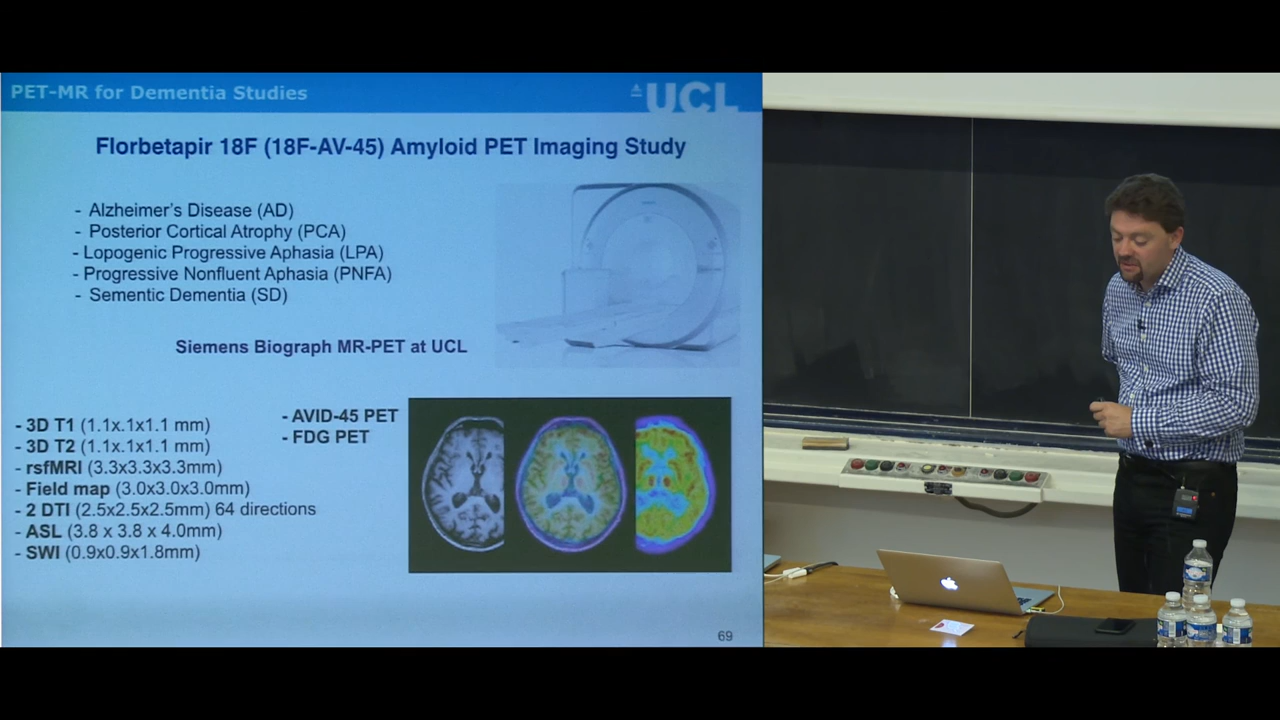 PET-MR for Dementia Studies
UCL
Florbetapir 18F (18F-AV-45) Amyloid PET Imaging Study
- Alzheimer's Disease (AD)
- Posterior Cortical Atrophy (PCA)
- Lopogenic Progressive Aphasia (LPA)
- Progressive Nonfluent Aphasia (PNFA)
- Sementic Dementia (SD)
Siemens Biograph MR-PET at UCL
- 3D T1 (1.1x.1x1.1 mm)
- 3D T2 (1.1x.1x1.1 mm)
- rsfMRI (3.3x3.3x3.3mm)
- Field map (3.0x3.0x3.0mm)
- 2 DTI (2.5x2.5x2.5mm) 64 directions
- ASL (3.8 x 3.8 x 4.0mm)
- SWI (0.9x0.9x1.8mm)
- AVID-45 PET
- FDG PET
69